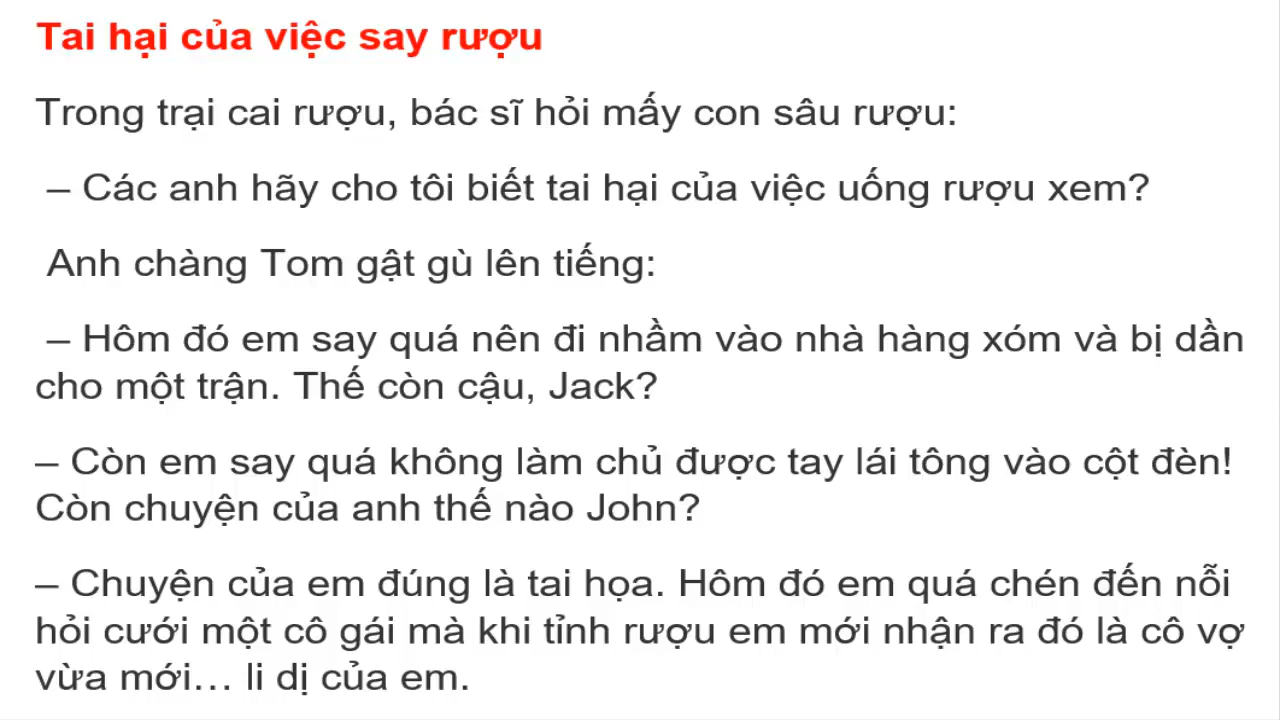 Tai hại của việc say rượu
Trong trại cai rượu, bác sĩ hỏi mấy con sâu rượu:
– Các anh hãy cho tôi biết tai hại của việc uống rượu xem?
Anh chàng Tom gật gù lên tiếng:
– Hôm đó em say quá nên đi nhầm vào nhà hàng xóm và bị dần
cho một trận. Thế còn cậu, Jack?
– Còn em say quá không làm chủ được tay lái tông vào cột đèn!
Còn chuyện của anh thế nào John?
– Chuyện của em đúng là tai họa. Hôm đó em quá chén đến nỗi
hỏi cưới một cô gái mà khi tỉnh rượu em mới nhận ra đó là cô vợ
vừa mới… li dị của em.